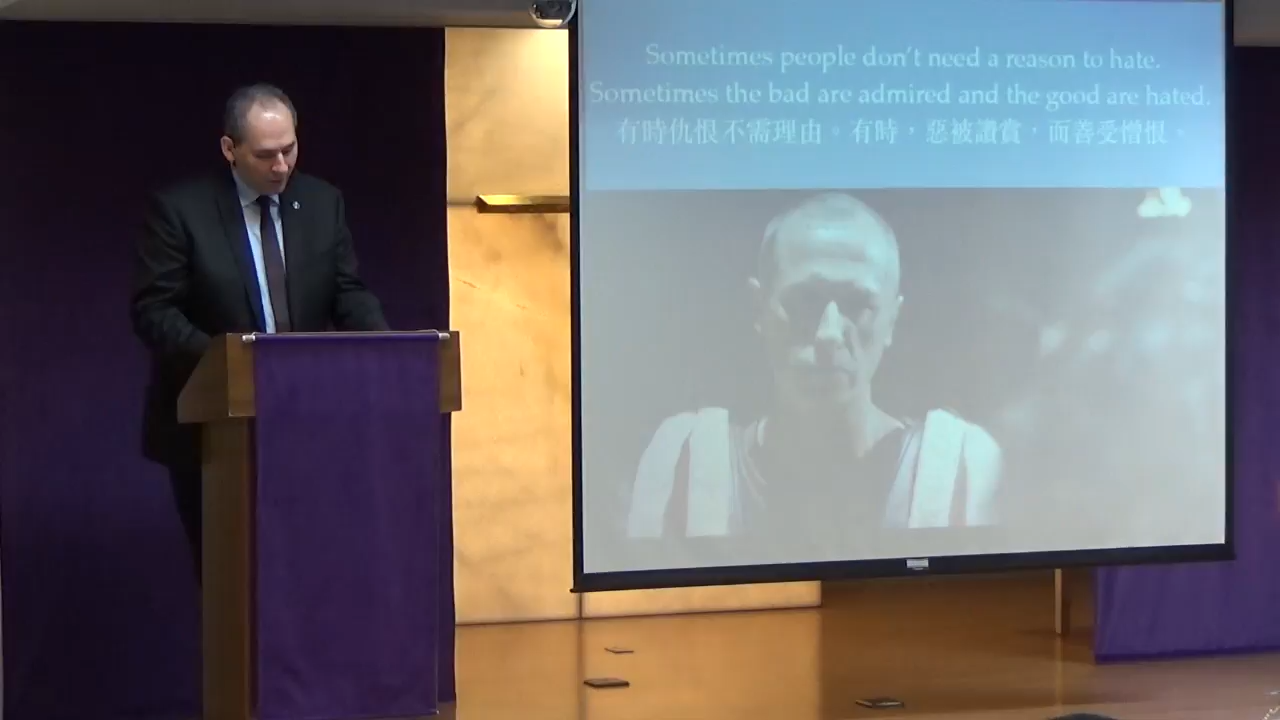 Sometimes people don't need a reason to hate.
Sometimes the bad are admired and the good are hated.
有時仇恨不需理由。有時，惡被讚賞，而善受憎恨。